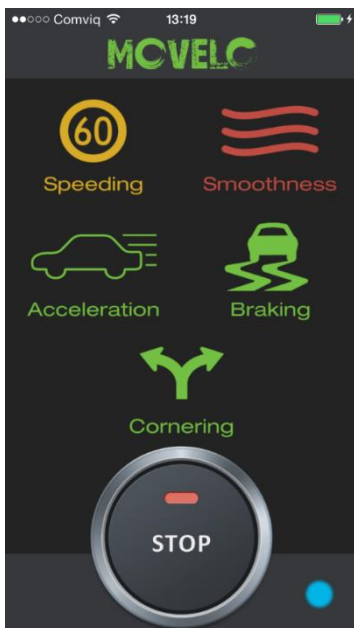 Comviq 13:19
MOVELO
60
Speeding Smoothness
Acceleration Braking
Cornering
STOP